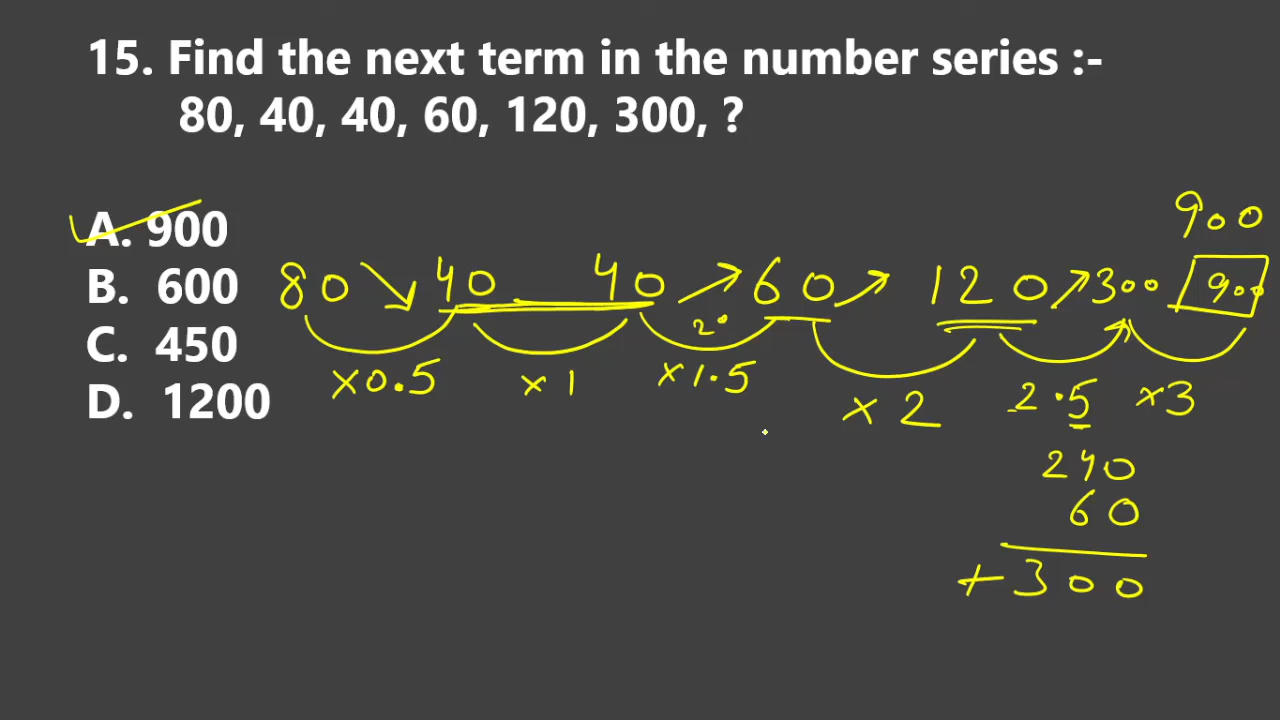 15. Find the next term in the number series :-
80, 40, 40, 60, 120, 300, ?
A. 900
B. 600
C. 450
D. 1200
900
80 40 40 60 120 300 900
20
×0.5 ×1 ×1.5 ×2 2.5 ×3
240
60
+300